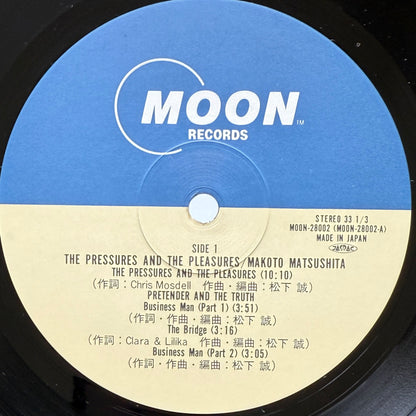 MOON TM
RECORDS
STEREO 33 1/3
MOON-28002 (MOON-28002-A)
MADE IN JAPAN
SIDE 1
THE PRESSURES AND THE PLEASURES/MAKOTO MATSUSHITA
THE PRESSURES AND THE PLEASURES (10:10)
(作詞:Chris Mosdell 作曲・編曲:松下 誠)
PRETENDER AND THE TRUTH
Business Man (Part 1) (3:51)
(作詞・作曲・編曲:松下 誠)
The Bridge (3:16)
(作詞:Clara & Lilika 作曲・編曲:松下 誠)
Business Man (Part 2) (3:05)
(作詞・作曲・編曲:松下 誠)